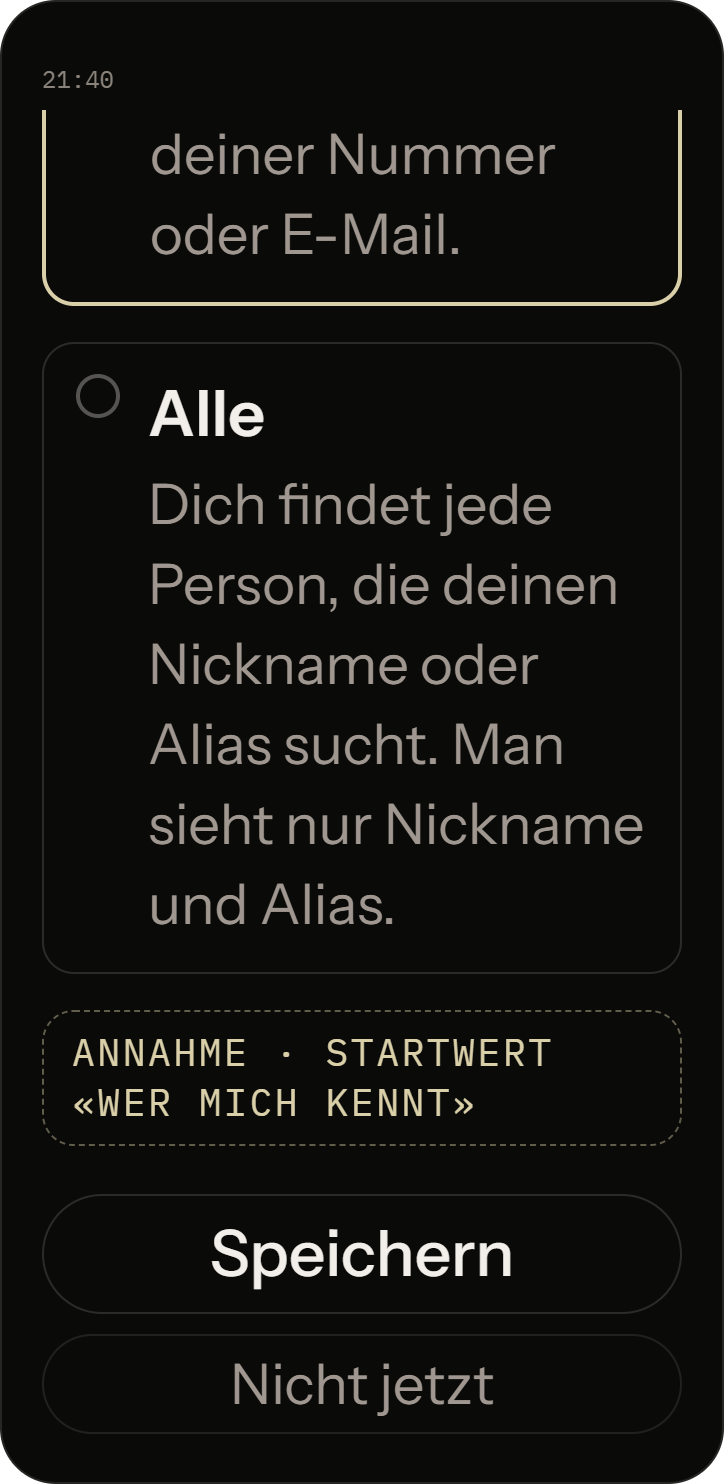 21:40
deiner Nummer
oder E-Mail.
Alle
Dich findet jede
Person, die deinen
Nickname oder
Alias sucht. Man
sieht nur Nickname
und Alias.
ANNAHME · STARTWERT
«WER MICH KENNT»
Speichern
Nicht jetzt